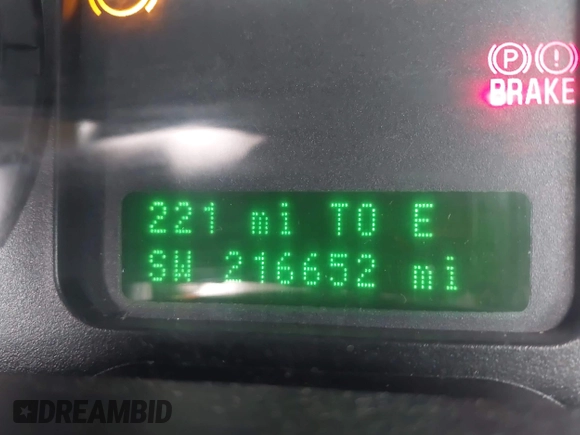 (P) (!)
BRAKE
221 mi TO E
SW 216652 mi
DREAMBID